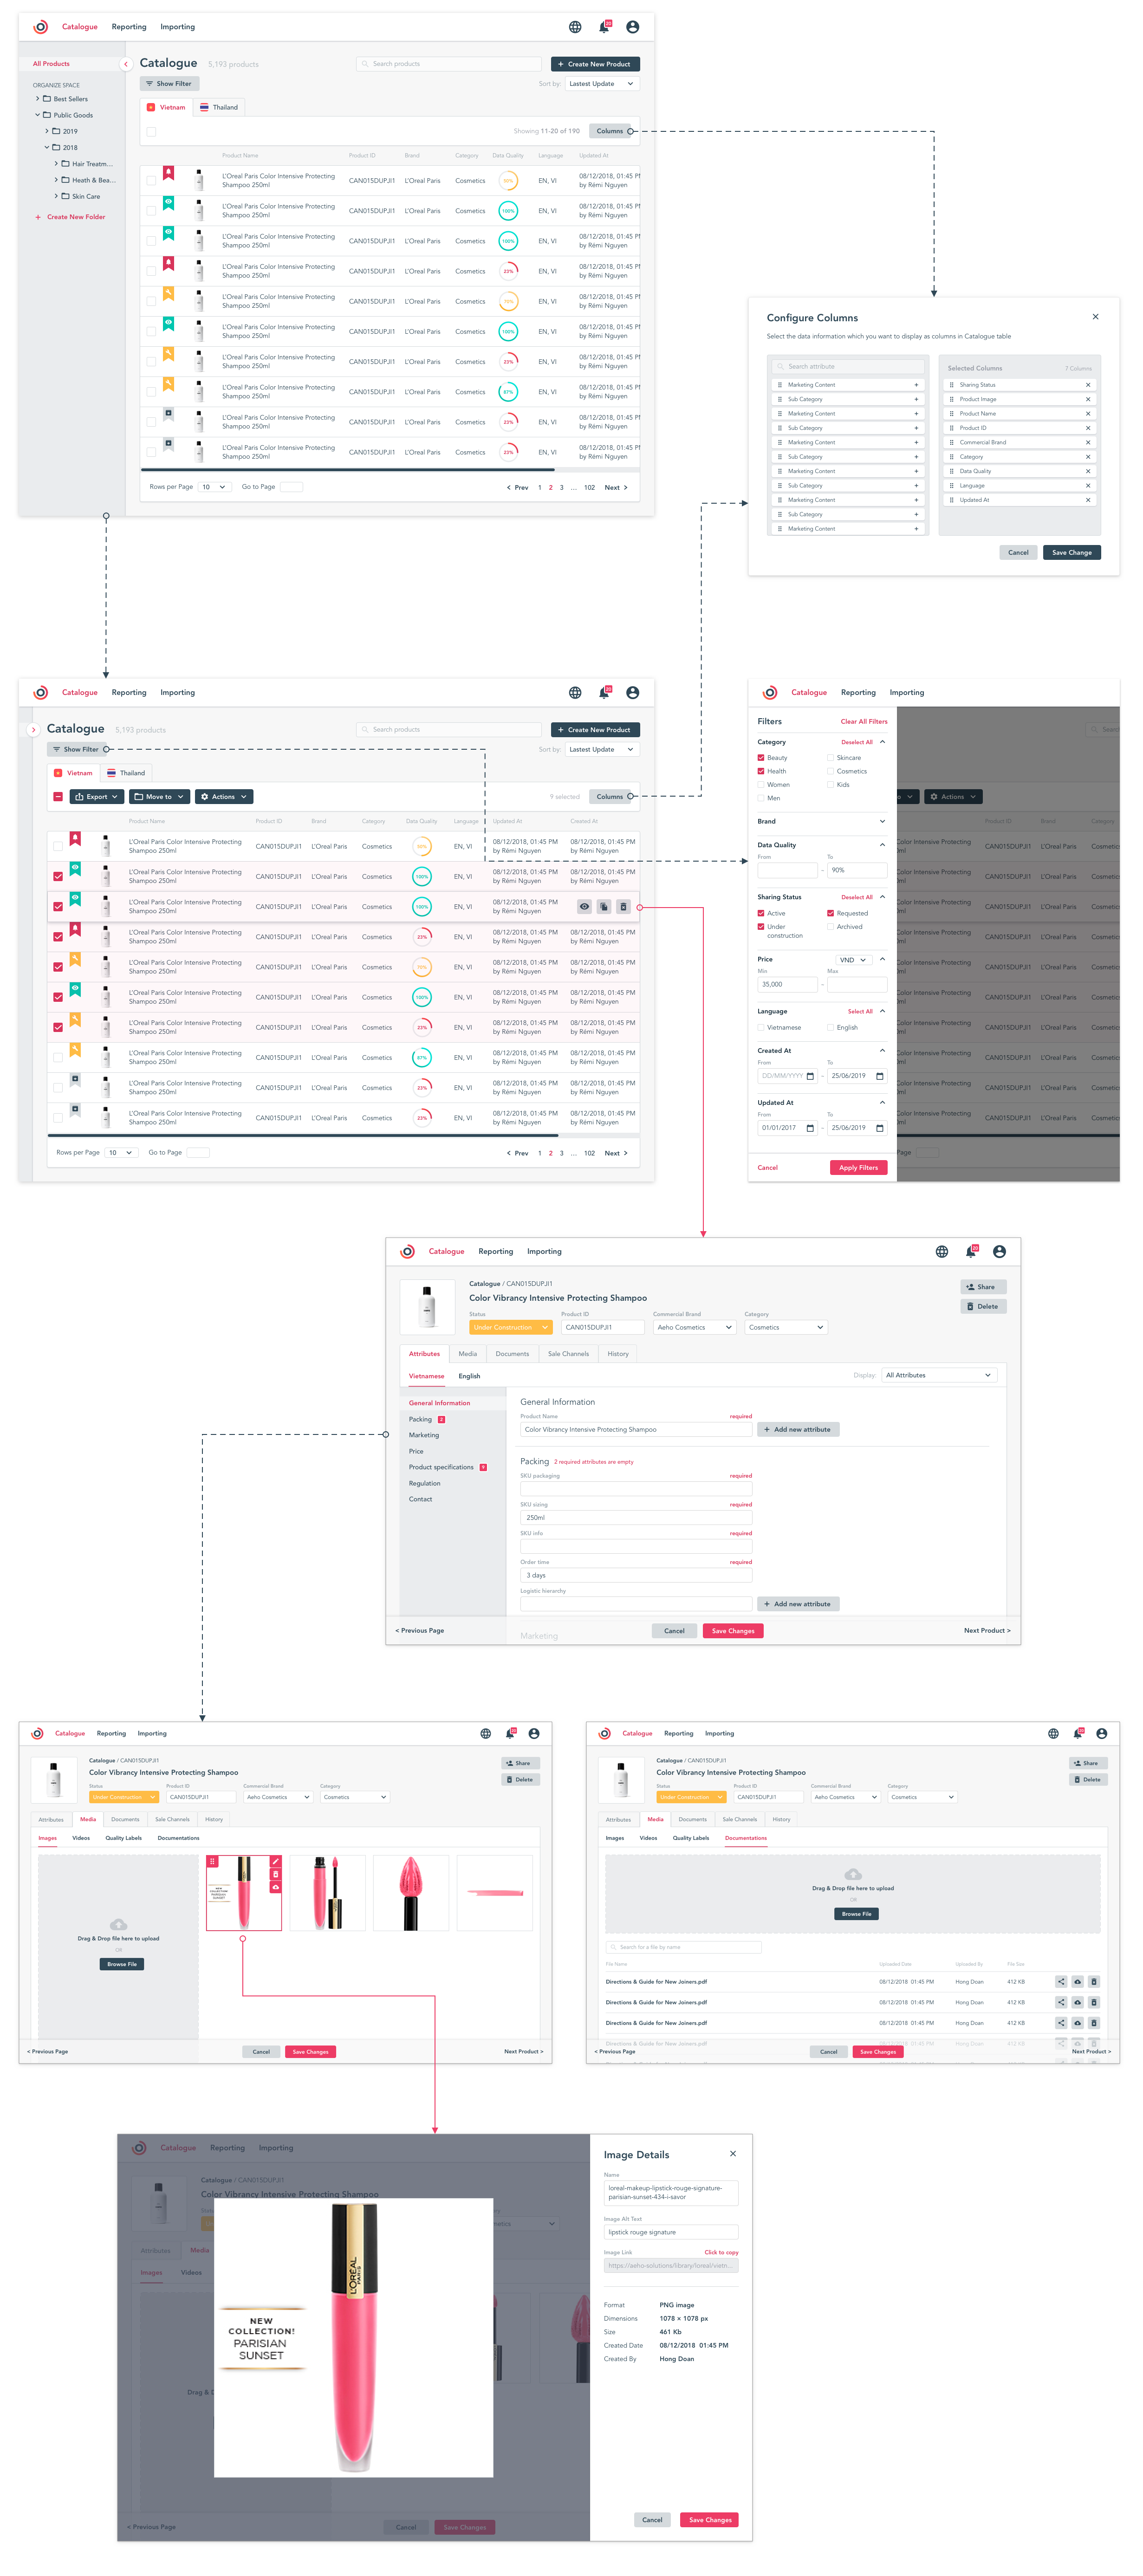 Catalogue Reporting Importing 20
All Products
ORGANIZE SPACE
Best Sellers
Public Goods
2019
2018
Hair Treatm...
Heath & Bea...
Skin Care
+ Create New Folder
Catalogue 5,193 products Search products + Create New Product
Show Filter Sort by: Lastest Update
Vietnam Thailand
Showing 11-20 of 190 Columns
Product Name Product ID Brand Category Data Quality Language Updated At
L'Oreal Paris Color Intensive Protecting CAN015DUPJI1 L'Oreal Paris Cosmetics 50% EN, VI 08/12/2018, 01:45 PM
Shampoo 250ml by Rémi Nguyen
L'Oreal Paris Color Intensive Protecting CAN015DUPJI1 L'Oreal Paris Cosmetics 100% EN, VI 08/12/2018, 01:45 PM
Shampoo 250ml by Rémi Nguyen
L'Oreal Paris Color Intensive Protecting CAN015DUPJI1 L'Oreal Paris Cosmetics 100% EN, VI 08/12/2018, 01:45 PM
Shampoo 250ml by Rémi Nguyen
L'Oreal Paris Color Intensive Protecting CAN015DUPJI1 L'Oreal Paris Cosmetics 23% EN, VI 08/12/2018, 01:45 PM
Shampoo 250ml by Rémi Nguyen
L'Oreal Paris Color Intensive Protecting CAN015DUPJI1 L'Oreal Paris Cosmetics EN, VI 08/12/2018, 01:45 PM
Shampoo 250ml by Rémi Nguyen
L'Oreal Paris Color Intensive Protecting CAN015DUPJI1 L'Oreal Paris Cosmetics 100% EN, VI 08/12/2018, 01:45 PM
Shampoo 250ml by Rémi Nguyen
L'Oreal Paris Color Intensive Protecting CAN015DUPJI1 L'Oreal Paris Cosmetics 23% EN, VI 08/12/2018, 01:45 PM
Shampoo 250ml by Rémi Nguyen
L'Oreal Paris Color Intensive Protecting CAN015DUPJI1 L'Oreal Paris Cosmetics 87% EN, VI 08/12/2018, 01:45 PM
Shampoo 250ml by Rémi Nguyen
L'Oreal Paris Color Intensive Protecting CAN015DUPJI1 L'Oreal Paris Cosmetics 23% EN, VI 08/12/2018, 01:45 PM
Shampoo 250ml by Rémi Nguyen
L'Oreal Paris Color Intensive Protecting CAN015DUPJI1 L'Oreal Paris Cosmetics 23% EN, VI 08/12/2018, 01:45 PM
Shampoo 250ml by Rémi Nguyen
Rows per Page 10 Go to Page < Prev 1 2 3 ... 102 Next >
Configure Columns
Select the data information which you want to display as columns in Catalogue table
Search attribute
Marketing Content
Sub Category
Marketing Content
Sub Category
Marketing Content
Sub Category
Marketing Content
Sub Category
Marketing Content
Sub Category
Marketing Content
Selected Columns 7 Columns
Sharing Status
Product Image
Product Name
Product ID
Commercial Brand
Category
Data Quality
Language
Updated At
Cancel Save Change
Catalogue Reporting Importing 20
Catalogue 5,193 products Search products + Create New Product
Show Filter Sort by: Lastest Update
Vietnam Thailand
Export Move to Actions 9 selected Columns
Product Name Product ID Brand Category Data Quality Language Updated At Created At
L'Oreal Paris Color Intensive Protecting CAN015DUPJI1 L'Oreal Paris Cosmetics 50% EN, VI 08/12/2018, 01:45 PM 08/12/2018, 01:45 PM
Shampoo 250ml by Rémi Nguyen by Rémi Nguyen
L'Oreal Paris Color Intensive Protecting CAN015DUPJI1 L'Oreal Paris Cosmetics 100% EN, VI 08/12/2018, 01:45 PM 08/12/2018, 01:45 PM
Shampoo 250ml by Rémi Nguyen by Rémi Nguyen
L'Oreal Paris Color Intensive Protecting CAN015DUPJI1 L'Oreal Paris Cosmetics 100% EN, VI 08/12/2018, 01:45 PM
Shampoo 250ml by Rémi Nguyen
L'Oreal Paris Color Intensive Protecting CAN015DUPJI1 L'Oreal Paris Cosmetics 23% EN, VI 08/12/2018, 01:45 PM 08/12/2018, 01:45 PM
Shampoo 250ml by Rémi Nguyen by Rémi Nguyen
L'Oreal Paris Color Intensive Protecting CAN015DUPJI1 L'Oreal Paris Cosmetics EN, VI 08/12/2018, 01:45 PM 08/12/2018, 01:45 PM
Shampoo 250ml by Rémi Nguyen by Rémi Nguyen
L'Oreal Paris Color Intensive Protecting CAN015DUPJI1 L'Oreal Paris Cosmetics 100% EN, VI 08/12/2018, 01:45 PM 08/12/2018, 01:45 PM
Shampoo 250ml by Rémi Nguyen by Rémi Nguyen
L'Oreal Paris Color Intensive Protecting CAN015DUPJI1 L'Oreal Paris Cosmetics 23% EN, VI 08/12/2018, 01:45 PM 08/12/2018, 01:45 PM
Shampoo 250ml by Rémi Nguyen by Rémi Nguyen
L'Oreal Paris Color Intensive Protecting CAN015DUPJI1 L'Oreal Paris Cosmetics 87% EN, VI 08/12/2018, 01:45 PM 08/12/2018, 01:45 PM
Shampoo 250ml by Rémi Nguyen by Rémi Nguyen
L'Oreal Paris Color Intensive Protecting CAN015DUPJI1 L'Oreal Paris Cosmetics 23% EN, VI 08/12/2018, 01:45 PM 08/12/2018, 01:45 PM
Shampoo 250ml by Rémi Nguyen by Rémi Nguyen
L'Oreal Paris Color Intensive Protecting CAN015DUPJI1 L'Oreal Paris Cosmetics 23% EN, VI 08/12/2018, 01:45 PM 08/12/2018, 01:45 PM
Shampoo 250ml by Rémi Nguyen by Rémi Nguyen
Rows per Page 10 Go to Page < Prev 1 2 3 ... 102 Next >
Catalogue Reporting Importing
Filters Clear All Filters
Category Deselect All
Beauty Skincare
Health Cosmetics
Women Kids
Men
Brand
Data Quality
From To
- 90%
Sharing Status Deselect All
Active Requested
Under Archived
construction
Price VND
Min Max
35,000 -
Language Select All
Vietnamese English
Created At
From To
DD/MM/YYYY - 25/06/2019
Updated At
From To
01/01/2017 - 25/06/2019
Cancel Apply Filters
Actions
Product ID Brand Category
Catalogue Reporting Importing 20
Catalogue / CAN015DUPJI1
Color Vibrancy Intensive Protecting Shampoo
Share
Delete
Status Product ID Commercial Brand Category
Under Construction CAN015DUPJI1 Aeho Cosmetics Cosmetics
Attributes Media Documents Sale Channels History
Vietnamese English Display: All Attributes
General Information
Packing 2
Marketing
Price
Product specifications
Regulation
Contact
General Information
Product Name required
Color Vibrancy Intensive Protecting Shampoo + Add new attribute
Packing 2 required attributes are empty
SKU packaging required
SKU sizing required
250ml
SKU info required
Order time required
3 days
Logistic hierarchy
+ Add new attribute
Marketing
< Previous Page Cancel Save Changes Next Product >
Catalogue Reporting Importing 20
Catalogue / CAN015DUPJI1
Color Vibrancy Intensive Protecting Shampoo
Share
Delete
Status Product ID Commercial Brand Category
Under Construction CAN015DUPJI1 Aeho Cosmetics Cosmetics
Attributes Media Documents Sale Channels History
Images Videos Quality Labels Documentations
Drag & Drop file here to upload
OR
Browse File
NEW
COLLECTION!
PARISIAN
SUNSET
< Previous Page Cancel Save Changes Next Product >
Catalogue Reporting Importing 20
Catalogue / CAN015DUPJI1
Color Vibrancy Intensive Protecting Shampoo
Share
Delete
Status Product ID Commercial Brand Category
Under Construction CAN015DUPJI1 Aeho Cosmetics Cosmetics
Attributes Media Documents Sale Channels History
Images Videos Quality Labels Documentations
Drag & Drop file here to upload
OR
Browse File
Search for a file by name
File Name Uploaded Date Uploaded By File Size
Directions & Guide for New Joiners.pdf 08/12/2018 01:45 PM Hong Doan 412 KB
Directions & Guide for New Joiners.pdf 08/12/2018 01:45 PM Hong Doan 412 KB
Directions & Guide for New Joiners.pdf 08/12/2018 01:45 PM Hong Doan 412 KB
Directions & Guide for New Joiners.pdf 08/12/2018 01:45 PM Hong Doan 412 KB
< Previous Page Cancel Save Changes Next Product >
Catalogue Reporting Importing
Catalogue / CAN015DUPJI1
Color Vibrancy Intensive Protecting Shampoo
Attributes Media
Images Videos
Drag &
L'ORÉAL
PARIS
NEW
COLLECTION!
PARISIAN
SUNSET
< Previous Page Cancel Save Changes
Image Details
Name
loreal-makeup-lipstick-rouge-signature-
parisian-sunset-434-i-savor
Image Alt Text
lipstick rouge signature
Image Link Click to copy
https://aeho-solutions/library/loreal/vietn...
Format PNG image
Dimensions 1078 × 1078 px
Size 461 Kb
Created Date 08/12/2018 01:45 PM
Created By Hong Doan
Cancel Save Changes